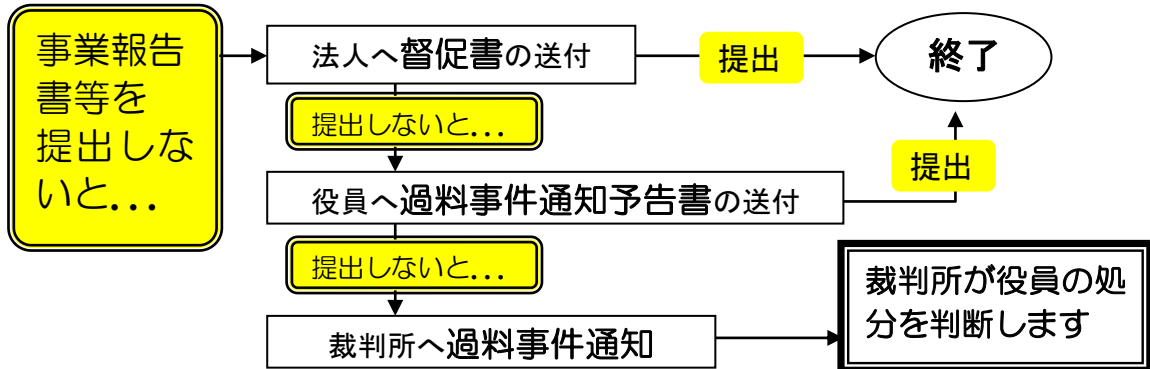 事業報告
書等を
提出しな
いと...
法人へ督促書の送付
提出
終了
提出しないと...
役員へ過料事件通知予告書の送付
提出
提出しないと...
裁判所へ過料事件通知
裁判所が役員の処
分を判断します